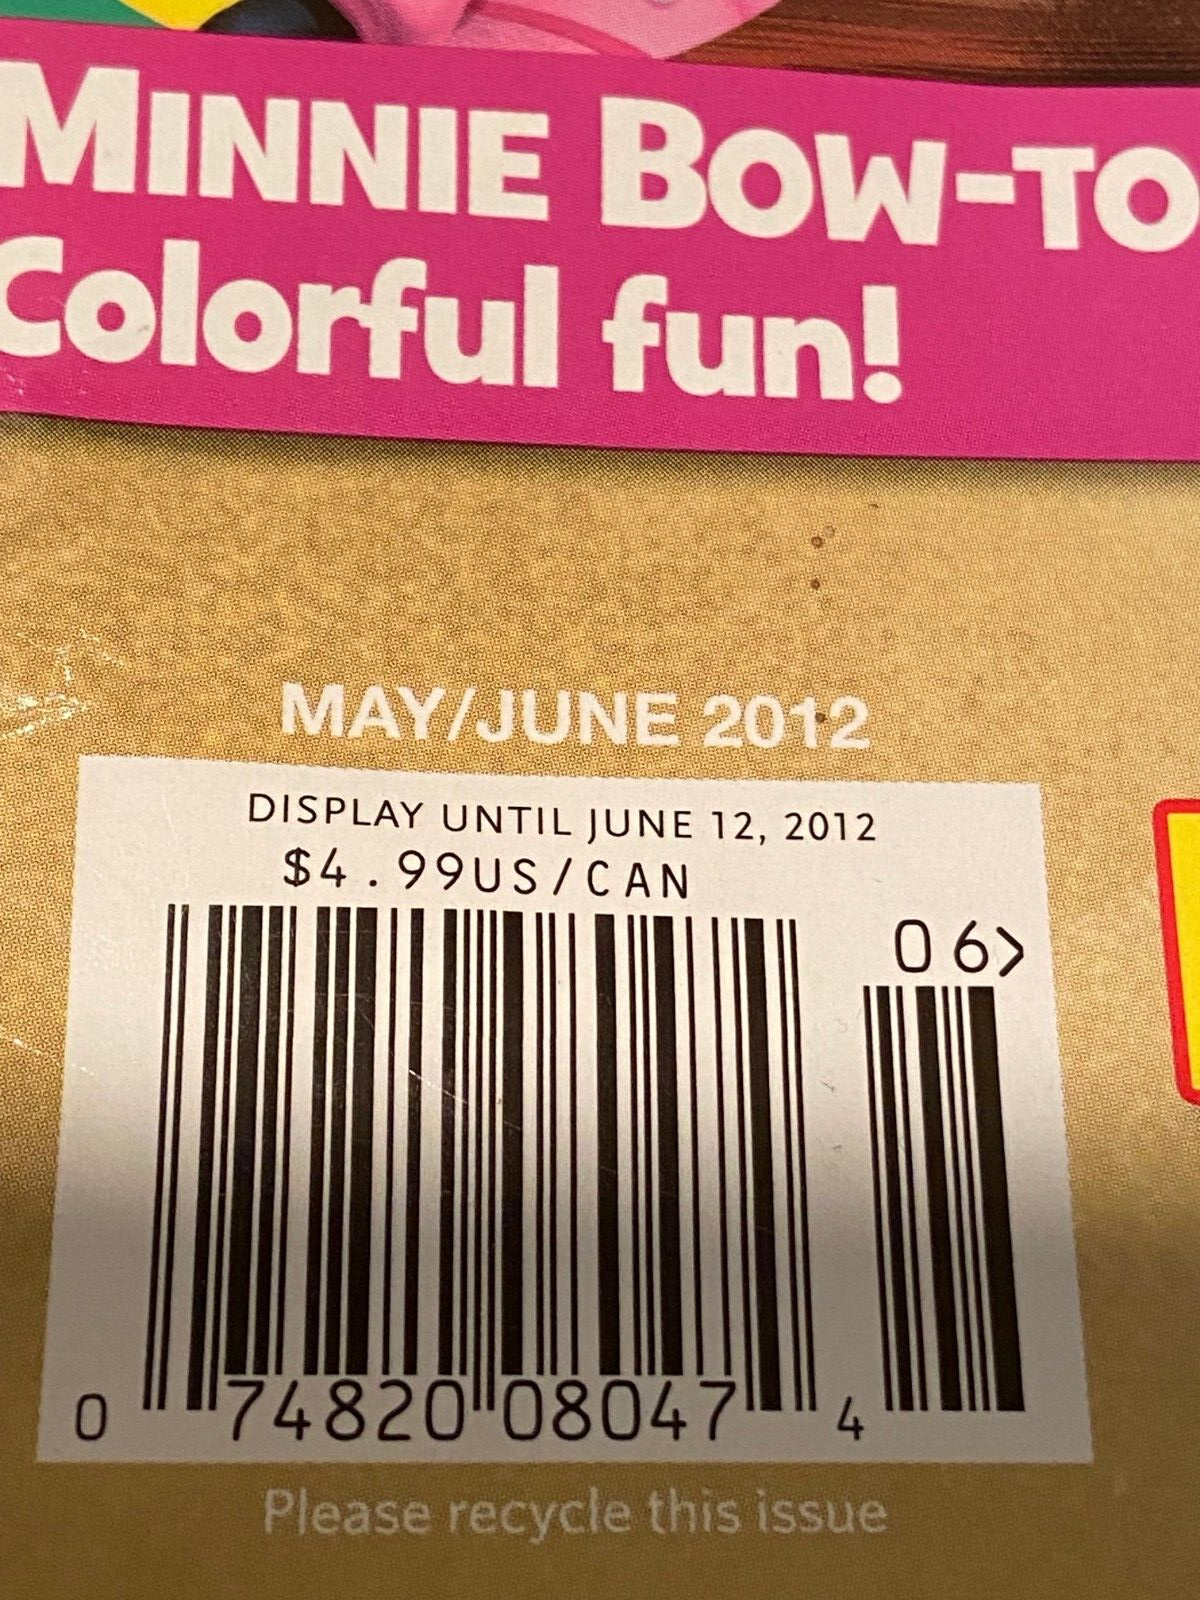 MINNIE BOW-TO
Colorful fun!
MAY/JUNE 2012
DISPLAY UNTIL JUNE 12, 2012
$4.99US/CAN
06>
0 74820 08047 4
Please recycle this issue